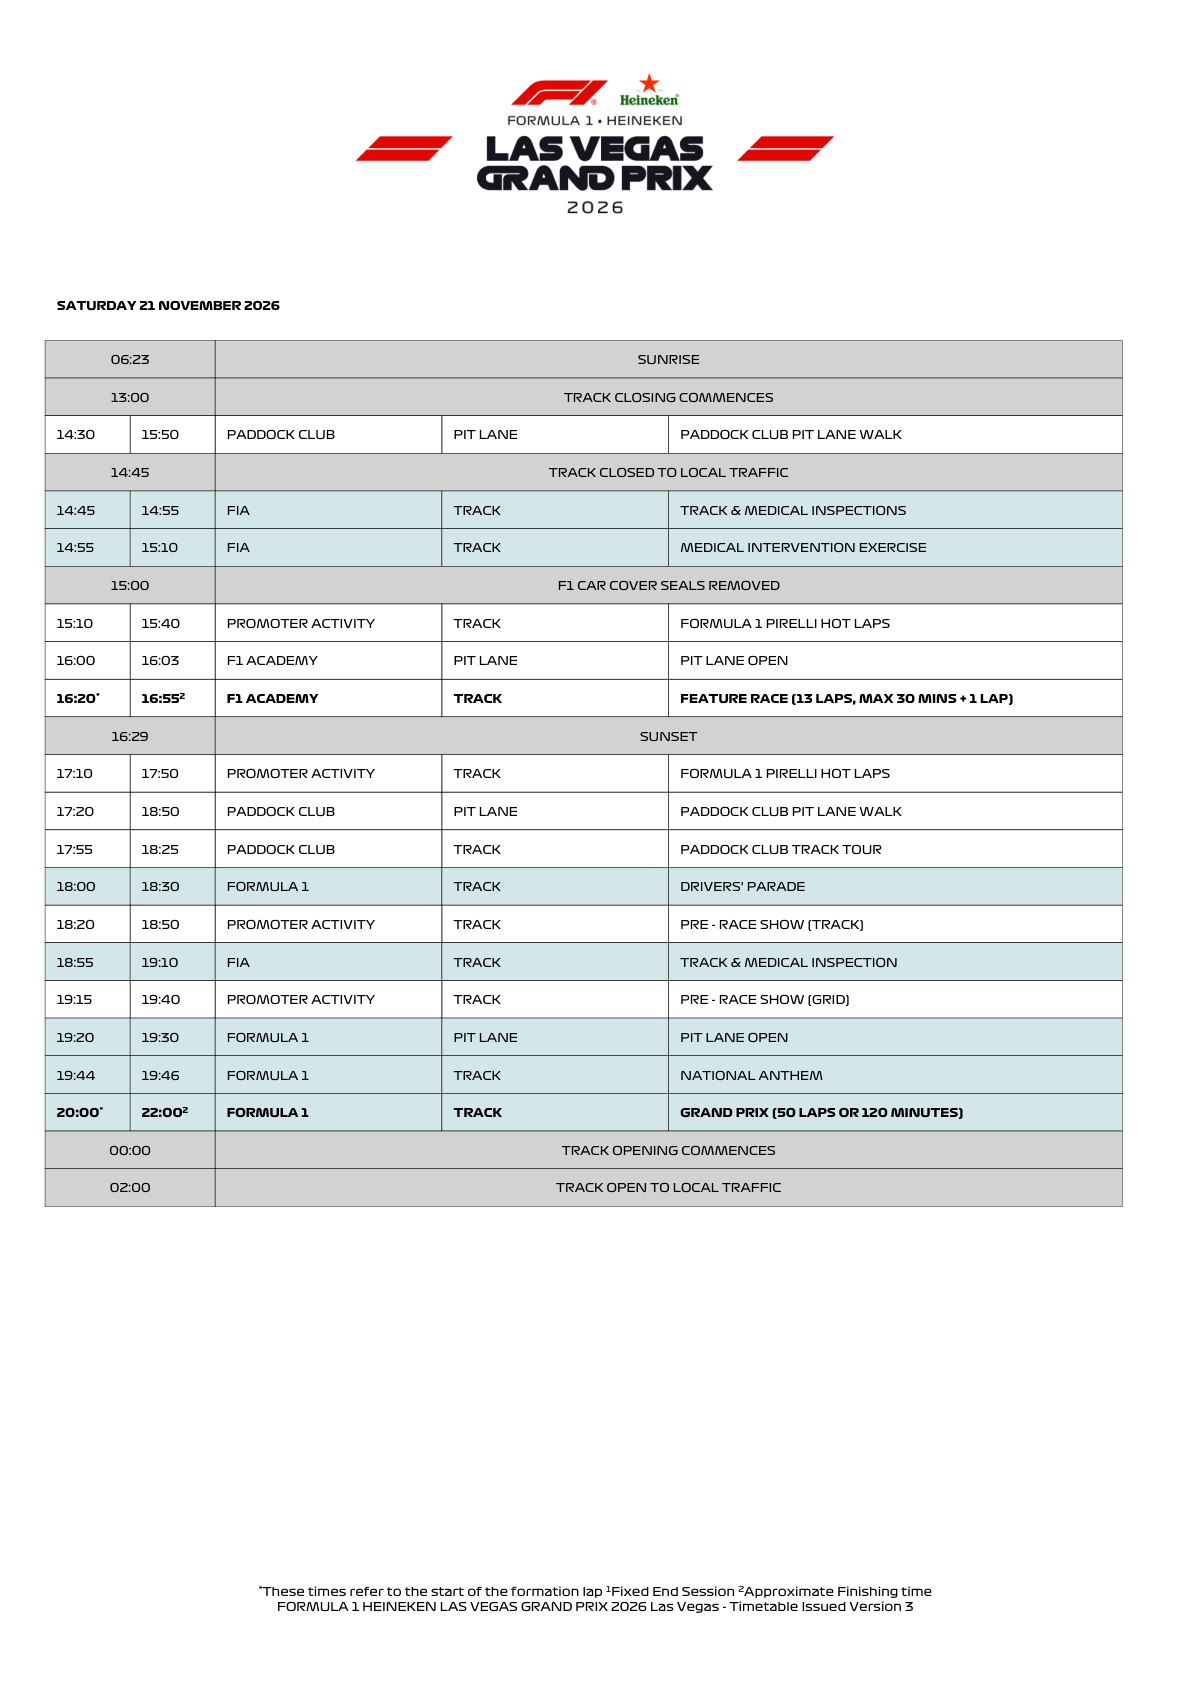 F1®
Heineken®
FORMULA 1 • HEINEKEN
LAS VEGAS
GRAND PRIX
2026
SATURDAY 21 NOVEMBER 2026
06:23 SUNRISE
13:00 TRACK CLOSING COMMENCES
14:30 15:50 PADDOCK CLUB PIT LANE PADDOCK CLUB PIT LANE WALK
14:45 TRACK CLOSED TO LOCAL TRAFFIC
14:45 14:55 FIA TRACK TRACK & MEDICAL INSPECTIONS
14:55 15:10 FIA TRACK MEDICAL INTERVENTION EXERCISE
15:00 F1 CAR COVER SEALS REMOVED
15:10 15:40 PROMOTER ACTIVITY TRACK FORMULA 1 PIRELLI HOT LAPS
16:00 16:03 F1 ACADEMY PIT LANE PIT LANE OPEN
16:20* 16:55² F1 ACADEMY TRACK FEATURE RACE (13 LAPS, MAX 30 MINS + 1 LAP)
16:29 SUNSET
17:10 17:50 PROMOTER ACTIVITY TRACK FORMULA 1 PIRELLI HOT LAPS
17:20 18:50 PADDOCK CLUB PIT LANE PADDOCK CLUB PIT LANE WALK
17:55 18:25 PADDOCK CLUB TRACK PADDOCK CLUB TRACK TOUR
18:00 18:30 FORMULA 1 TRACK DRIVERS' PARADE
18:20 18:50 PROMOTER ACTIVITY TRACK PRE - RACE SHOW (TRACK)
18:55 19:10 FIA TRACK TRACK & MEDICAL INSPECTION
19:15 19:40 PROMOTER ACTIVITY TRACK PRE - RACE SHOW (GRID)
19:20 19:30 FORMULA 1 PIT LANE PIT LANE OPEN
19:44 19:46 FORMULA 1 TRACK NATIONAL ANTHEM
20:00* 22:00² FORMULA 1 TRACK GRAND PRIX (50 LAPS OR 120 MINUTES)
00:00 TRACK OPENING COMMENCES
02:00 TRACK OPEN TO LOCAL TRAFFIC
*These times refer to the start of the formation lap ¹Fixed End Session ²Approximate Finishing time
FORMULA 1 HEINEKEN LAS VEGAS GRAND PRIX 2026 Las Vegas - Timetable Issued Version 3